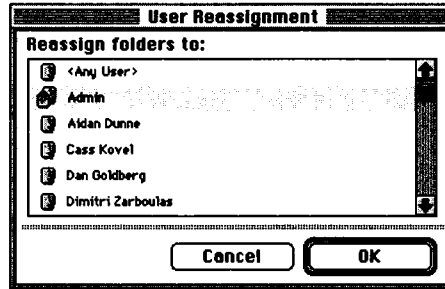 User Reassignment
Reassign folders to:
<Any User>
Admin
Aidan Dunne
Cass Kovel
Dan Goldberg
Dimitri Zarboulas
Cancel OK